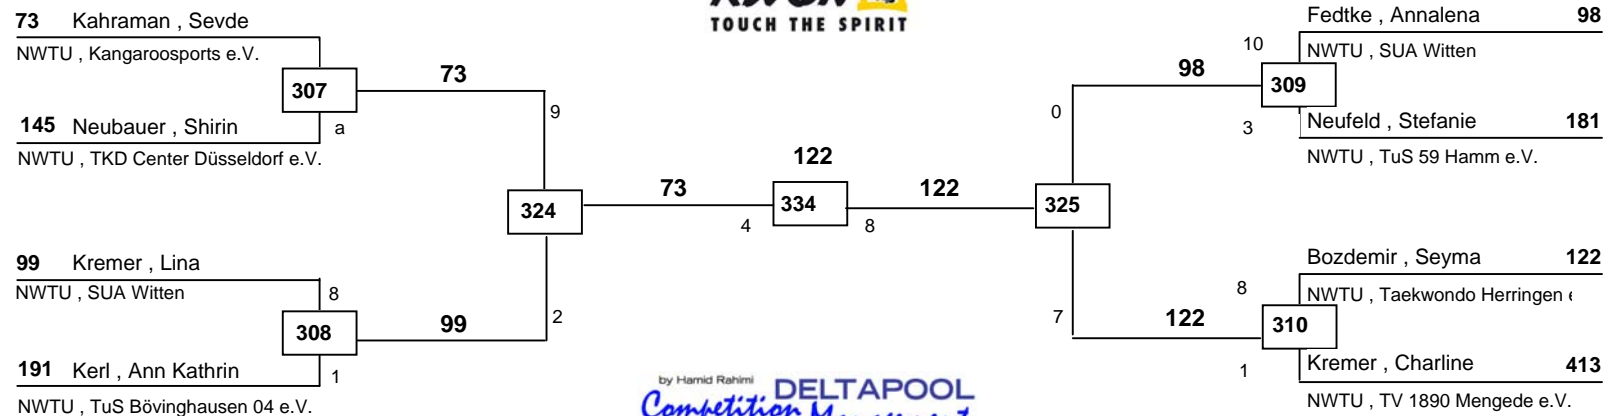 TOUCH THE SPIRIT
73 Kahraman , Sevde
NWTU , Kangaroosports e.V.
307
73
145 Neubauer , Shirin
a
NWTU , TKD Center Düsseldorf e.V.
9
324
73
4
99 Kremer , Lina
NWTU , SUA Witten
8
308
99
2
191 Kerl , Ann Kathrin
1
NWTU , TuS Bövinghausen 04 e.V.
122
334
8
122
325
Fedtke , Annalena 98
10
NWTU , SUA Witten
98
309
0
3
Neufeld , Stefanie 181
NWTU , TuS 59 Hamm e.V.
Bozdemir , Seyma 122
8
NWTU , Taekwondo Herringen
7
122
310
1
Kremer , Charline 413
NWTU , TV 1890 Mengede e.V.
by Hamid Rahimi DELTAPOOL
Competition